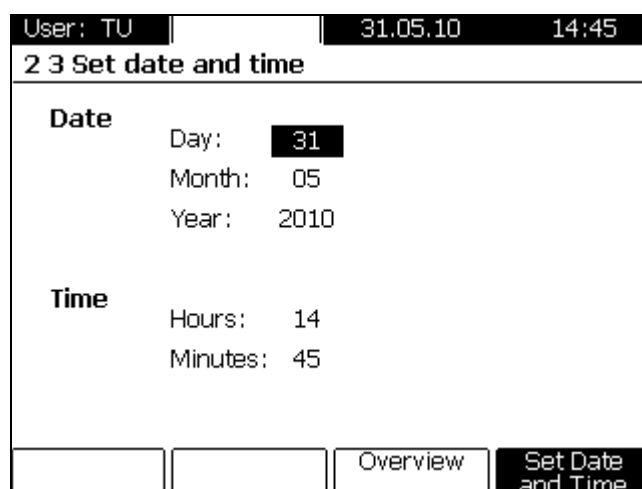 User: TU 31.05.10 14:45
2 3 Set date and time
Date
Day: 31
Month: 05
Year: 2010
Time
Hours: 14
Minutes: 45
Overview
Set Date
and Time